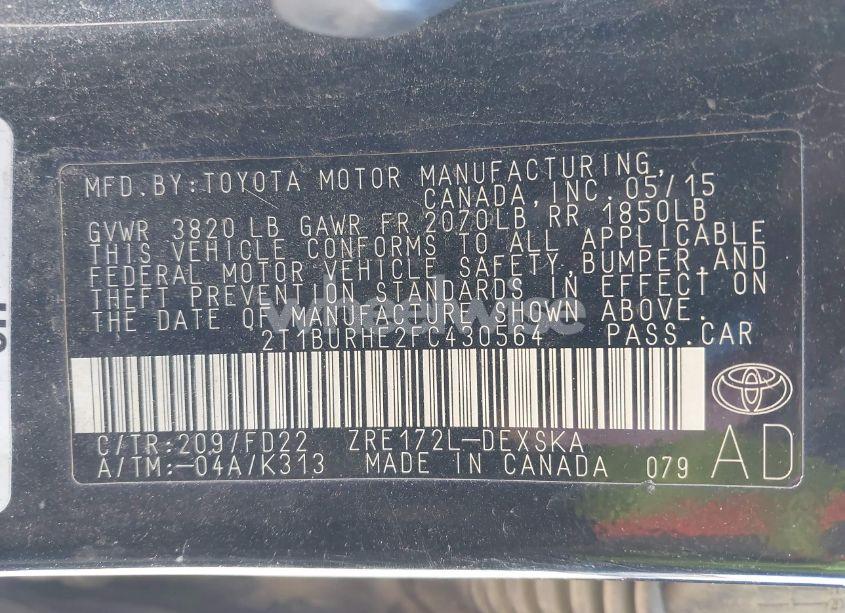 MFD.BY:TOYOTA MOTOR MANUFACTURING,
CANADA,INC.05/15
GVWR 3820 LB GAWR FR 2070LB RR 1850LB
THIS VEHICLE CONFORMS TO ALL APPLICABLE
FEDERAL MOTOR VEHICLE SAFETY,BUMPER,AND
THEFT PREVENTION STANDARDS IN EFFECT ON
THE DATE OF MANUFACTURE SHOWN ABOVE.
wheelwise
2T1BURHE2FC430564 PASS.CAR
C/TR:209/FD22 ZRE172L-DEXSKA
A/TM:-04A/K313 MADE IN CANADA 079 AD